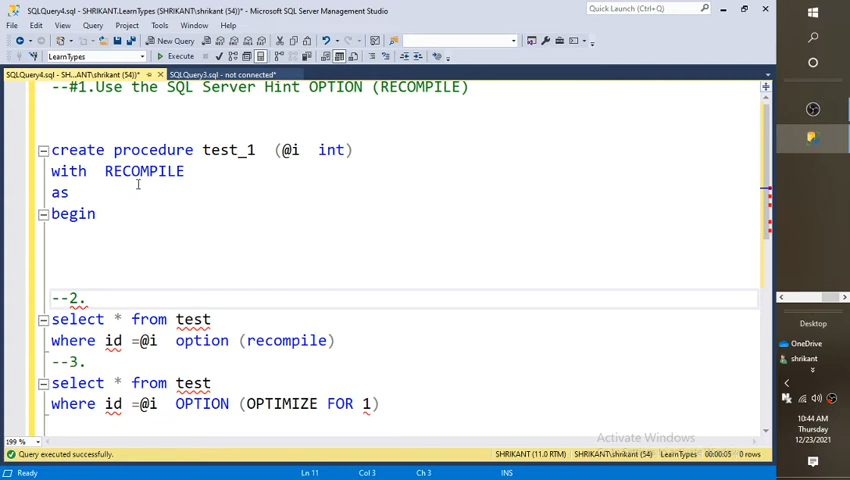 SQLQuery4.sql - SHRIKANT.LearnTypes (SHRIKANT\shrikant (54))* - Microsoft SQL Server Management Studio
Quick Launch (Ctrl+Q)
File Edit View Query Project Tools Window Help
New Query
LearnTypes
Execute
SQLQuery4.sql - SH...ANT\shrikant (54))*
SQLQuery3.sql - not connected*
--#1.Use the SQL Server Hint OPTION (RECOMPILE)
create procedure test_1 (@i int)
with RECOMPILE
as
begin
--2.
select * from test
where id =@i option (recompile)
--3.
select * from test
where id =@i OPTION (OPTIMIZE FOR 1)
199 %
Activate Windows
Query executed successfully.
SHRIKANT (11.0 RTM)
SHRIKANT\shrikant (54)
LearnTypes
00:00:05
0 rows
Ready
Ln 11
Col 3
Ch 3
INS
Desktop
OneDrive
shrikant
10:44 AM
Thursday
12/23/2021